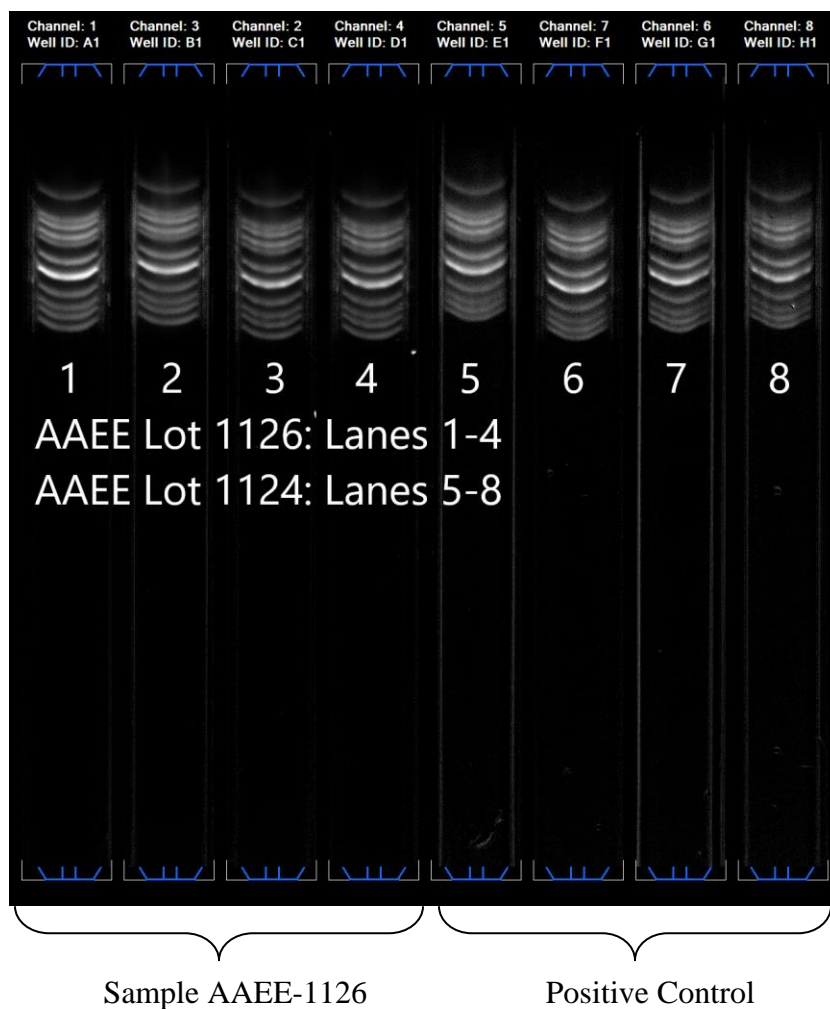 Channel: 1 Channel: 3 Channel: 2 Channel: 4 Channel: 5 Channel: 7 Channel: 6 Channel: 8
Well ID: A1 Well ID: B1 Well ID: C1 Well ID: D1 Well ID: E1 Well ID: F1 Well ID: G1 Well ID: H1
1 2 3 4 5 6 7 8
AAEE Lot 1126: Lanes 1-4
AAEE Lot 1124: Lanes 5-8
Sample AAEE-1126 Positive Control